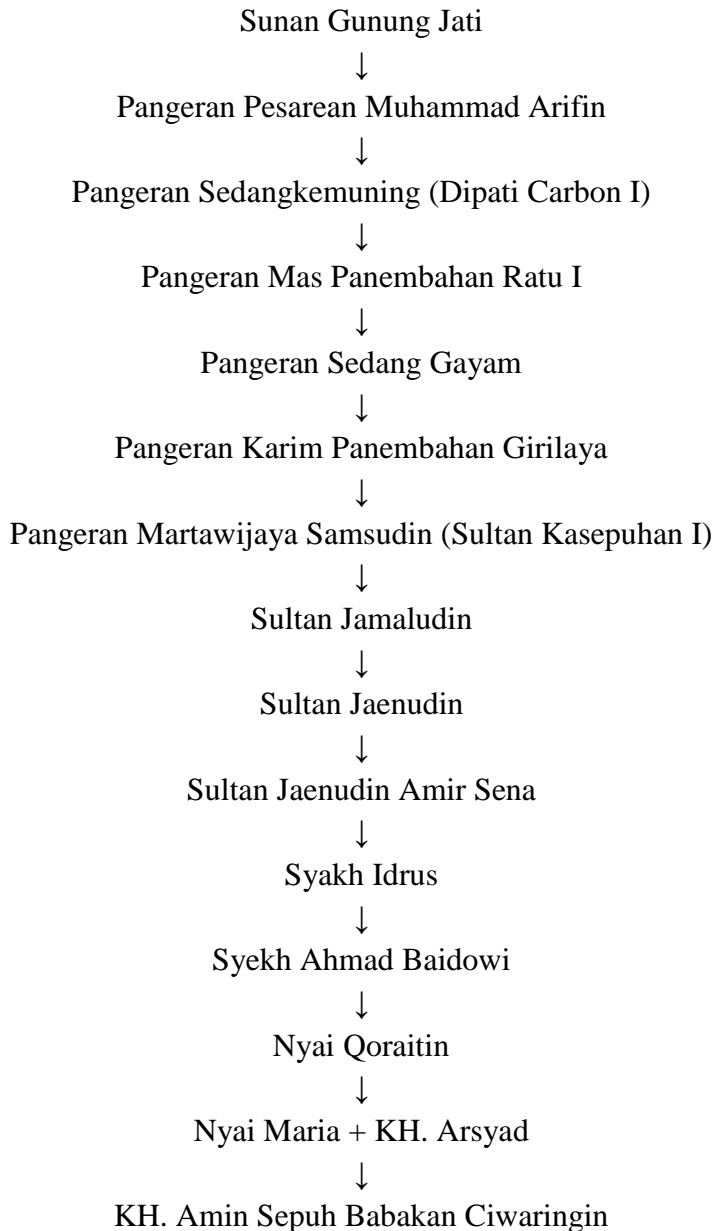 Sunan Gunung Jati
↓
Pangeran Pesarean Muhammad Arifin
↓
Pangeran Sedangkemuning (Dipati Carbon I)
↓
Pangeran Mas Panembahan Ratu I
↓
Pangeran Sedang Gayam
↓
Pangeran Karim Panembahan Girilaya
↓
Pangeran Martawijaya Samsudin (Sultan Kasepuhan I)
↓
Sultan Jamaludin
↓
Sultan Jaenudin
↓
Sultan Jaenudin Amir Sena
↓
Syakh Idrus
↓
Syekh Ahmad Baidowi
↓
Nyai Qoraitin
↓
Nyai Maria + KH. Arsyad
↓
KH. Amin Sepuh Babakan Ciwaringin